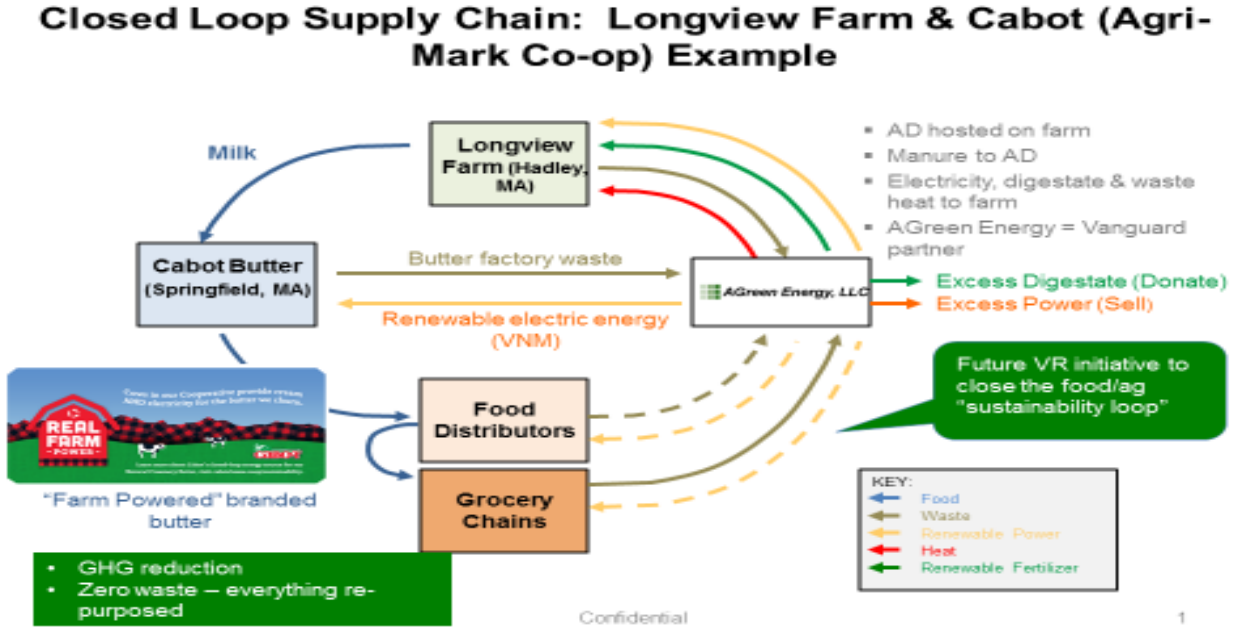 Closed Loop Supply Chain: Longview Farm & Cabot (Agri-
Mark Co-op) Example
Milk
Longview
Farm (Hadley,
MA)
▪ AD hosted on farm
▪ Manure to AD
▪ Electricity, digestate & waste
heat to farm
▪ AGreen Energy = Vanguard
partner
Cabot Butter
(Springfield, MA)
Butter factory waste
Renewable electric energy
(VNM)
AGreen Energy, LLC
Excess Digestate (Donate)
Excess Power (Sell)
Future VR initiative to
close the food/ag
"sustainability loop"
REAL
FARM
POWER
"Farm Powered" branded
butter
Food
Distributors
Grocery
Chains
KEY:
Food
Waste
Renewable Power
Heat
Renewable Fertilizer
• GHG reduction
• Zero waste – everything re-
purposed
Confidential
1